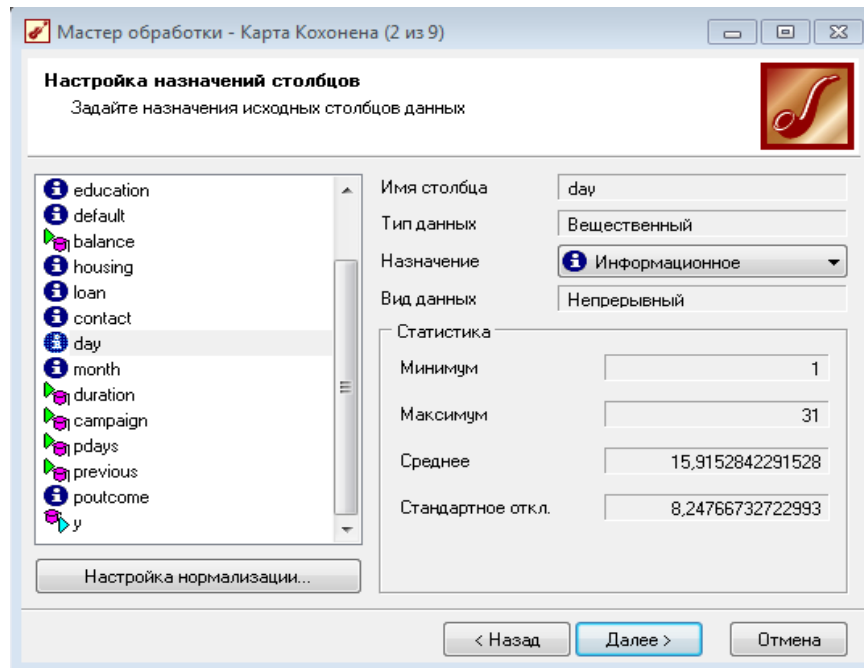 Мастер обработки - Карта Кохонена (2 из 9)
Настройка назначений столбцов
Задайте назначения исходных столбцов данных
education
default
balance
housing
loan
contact
day
month
duration
campaign
pdays
previous
poutcome
y
Настройка нормализации...
Имя столбца day
Тип данных Вещественный
Назначение Информационное
Вид данных Непрерывный
Статистика
Минимум 1
Максимум 31
Среднее 15,9152842291528
Стандартное откл. 8,24766732722993
< Назад Далее > Отмена